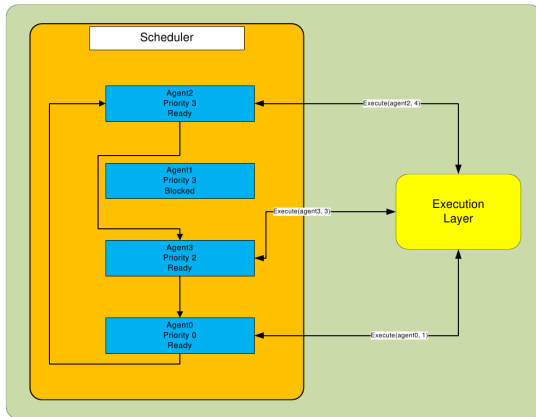 Scheduler
Agent2
Priority 3
Ready
Execute(agent2, 4)
Agent1
Priority 3
Blocked
Execution
Layer
Execute(agent3, 3)
Agent3
Priority 2
Ready
Agent0
Priority 0
Ready
Execute(agent0, 1)